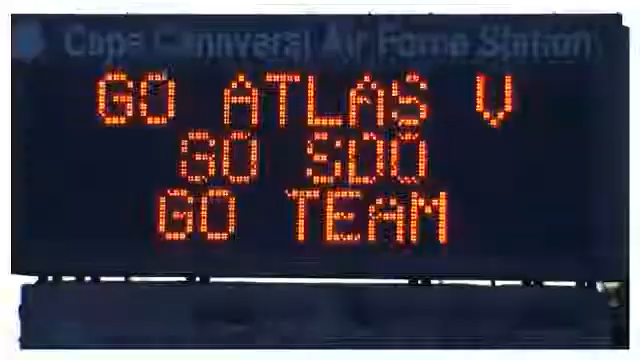 Cape Canaveral Air Force Station
GO ATLAS V
GO SDO
GO TEAM